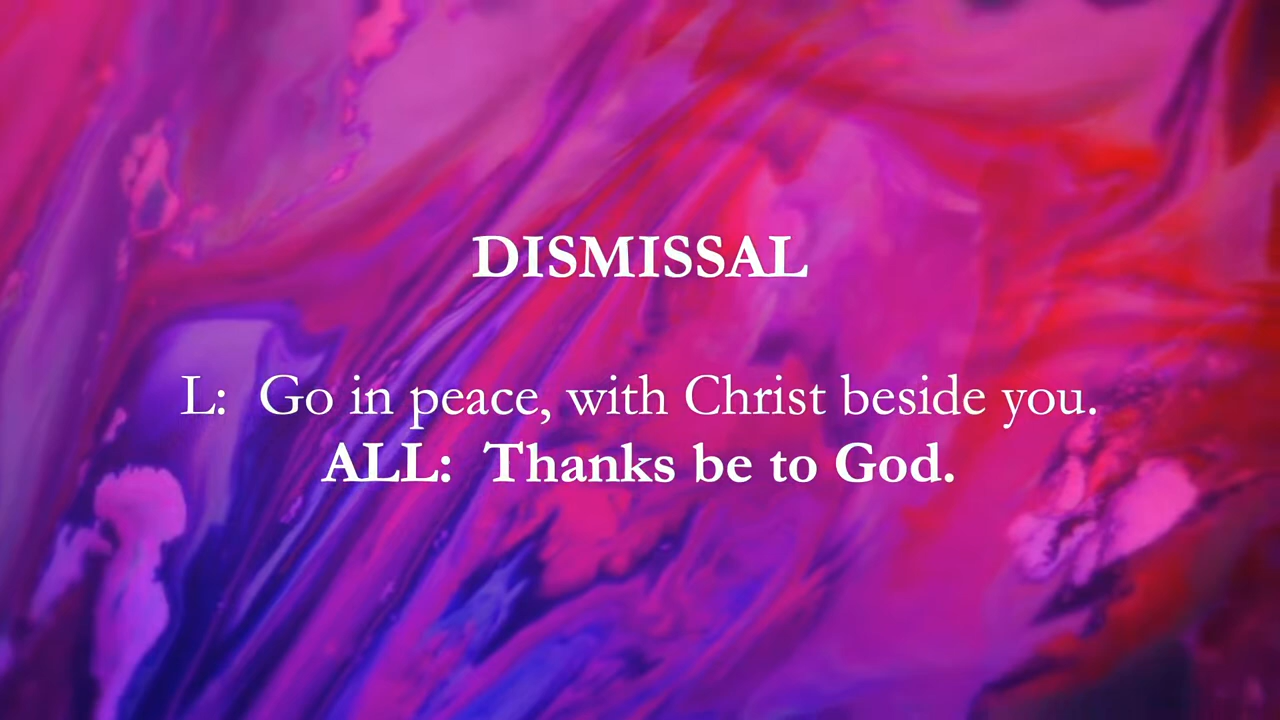 DISMISSAL
L: Go in peace, with Christ beside you.
ALL: Thanks be to God.